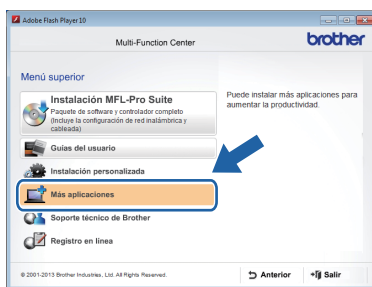 Adobe Flash Player 10
Multi-Function Center
brother
Menú superior
Instalación MFL-Pro Suite
Paquete de software y controlador completo
(Incluye la configuración de red inalámbrica y
cableada)
Puede instalar más aplicaciones para
aumentar la productividad.
Guías del usuario
Instalación personalizada
Más aplicaciones
Soporte técnico de Brother
Registro en línea
© 2001-2013 Brother Industries, Ltd. All Rights Reserved.
Anterior
Salir